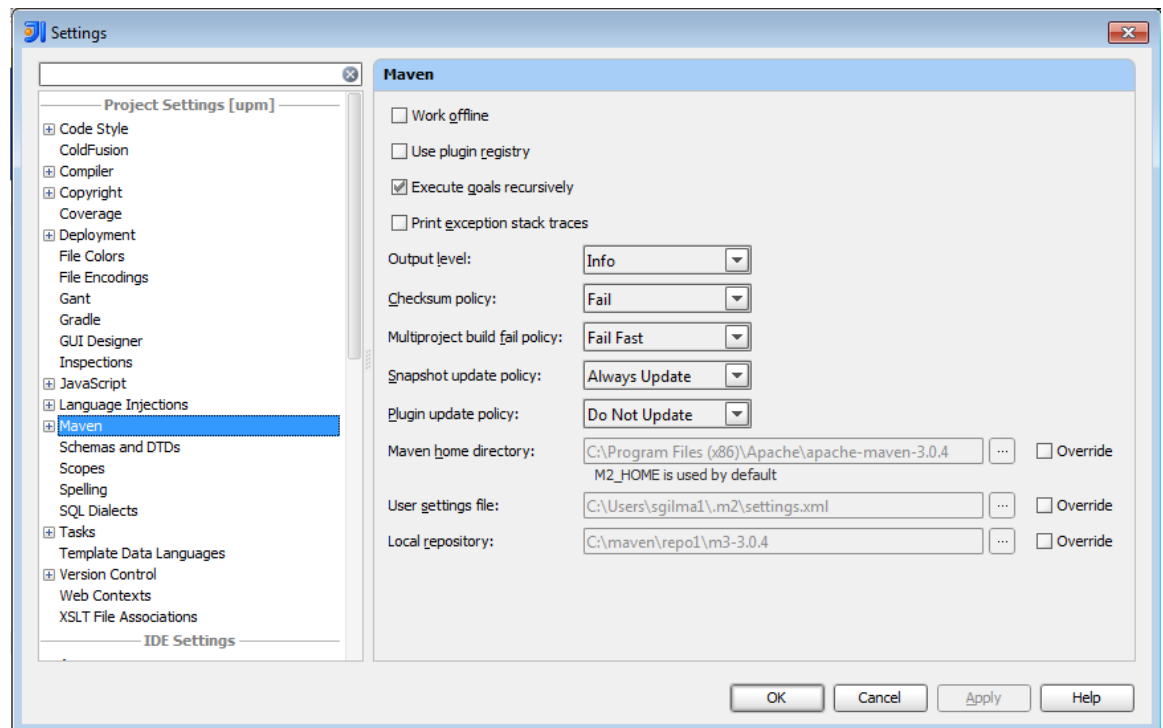 Settings
Project Settings [upm]
Code Style
ColdFusion
Compiler
Copyright
Coverage
Deployment
File Colors
File Encodings
Gant
Gradle
GUI Designer
Inspections
JavaScript
Language Injections
Maven
Schemas and DTDs
Scopes
Spelling
SQL Dialects
Tasks
Template Data Languages
Version Control
Web Contexts
XSLT File Associations
IDE Settings
Maven
Work offline
Use plugin registry
Execute goals recursively
Print exception stack traces
Output level: Info
Checksum policy: Fail
Multiproject build fail policy: Fail Fast
Snapshot update policy: Always Update
Plugin update policy: Do Not Update
Maven home directory: C:\Program Files (x86)\Apache\apache-maven-3.0.4 ... Override
M2_HOME is used by default
User settings file: C:\Users\sgilma1\.m2\settings.xml ... Override
Local repository: C:\maven\repo1\m3-3.0.4 ... Override
OK Cancel Apply Help